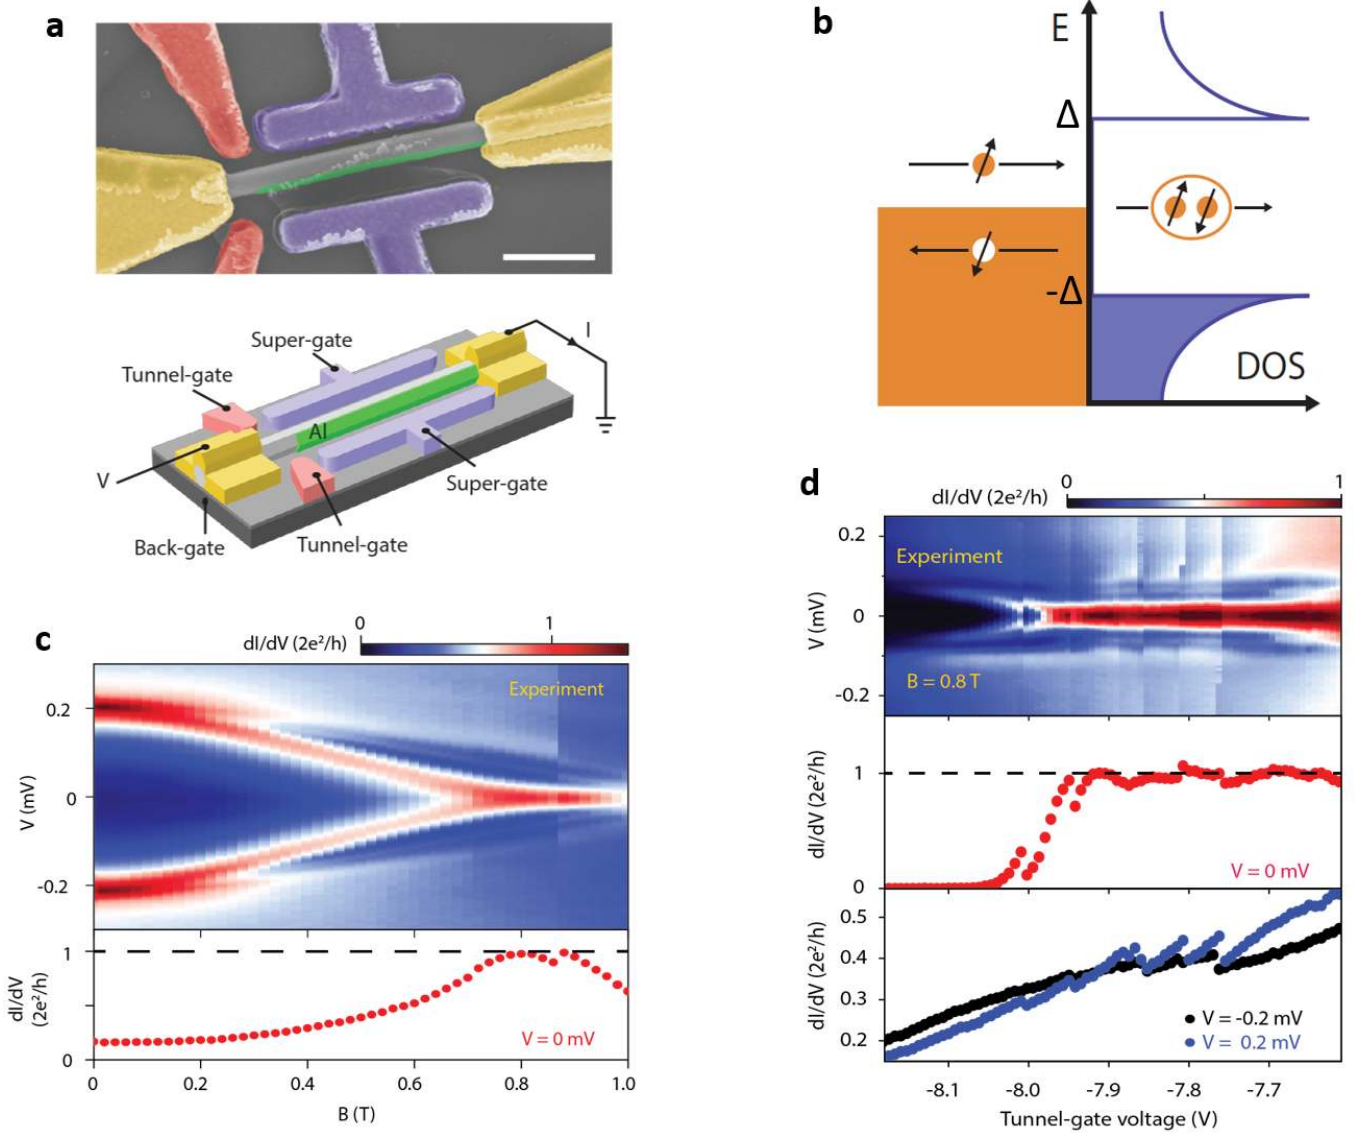 a
Super-gate
Tunnel-gate
I
Al
V
Super-gate
Back-gate
Tunnel-gate
b
E
Δ
-Δ
DOS
c
0
1
dI/dV (2e²/h)
Experiment
0.2
0
-0.2
V (mV)
1
0
dI/dV
(2e²/h)
V = 0 mV
0
0.2
0.4
0.6
0.8
1.0
B (T)
d
dI/dV (2e²/h)
0
1
0.2
0
-0.2
V (mV)
Experiment
B = 0.8 T
1
0
dI/dV (2e²/h)
V = 0 mV
0.5
0.4
0.3
0.2
dI/dV (2e²/h)
V = -0.2 mV
V = 0.2 mV
-8.1
-8.0
-7.9
-7.8
-7.7
Tunnel-gate voltage (V)